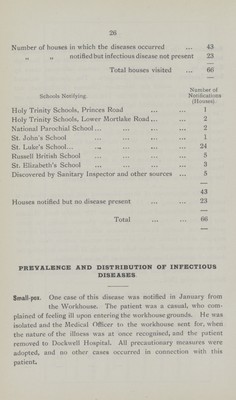 26
Number of houses in which the diseases occurred ... 43
„ „ notified but infectious disease not present 23
Total houses visited ... 66
Schools Notifying.
Number of
Notifications
(Houses).
Holy Trinity Schools, Princes Road ... ... 1
Holy Trinity Schools, Lower Mortlake Road ... ... 2
National Parochial School ... ... ... ... 2
St. John's School ... ... ... ... 1
St. Luke's School ... ... ... ... ... 24
Russell British School ... ... ... ... 5
St. Elizabeth's School ... ... ... ... 3
Discovered by Sanitary Inspector and other sources ... 5
43
Houses notified but no disease present ... ... 23
Total ... ... 66
PREVALENCE AND DISTRIBUTION OF INFECTIOUS
DISEASES
Small-pox. One case of this disease was notified in January from
the Workhouse. The patient was a casual, who com-
plained of feeling ill upon entering the workhouse grounds. He was
isolated and the Medical Officer to the workhouse sent for, when
the nature of the illness was at once recognised, and the patient
removed to Dockwell Hospital. All precautionary measures were
adopted, and no other cases occurred in connection with this
patient.